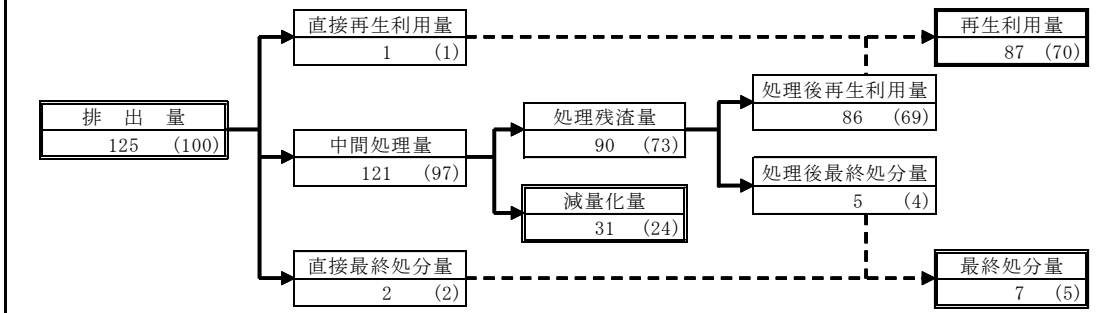 直接再生利用量
1 (1)
再生利用量
87 (70)
排 出 量
125 (100)
中間処理量
121 (97)
処理残渣量
90 (73)
処理後再生利用量
86 (69)
処理後最終処分量
5 (4)
減量化量
31 (24)
直接最終処分量
2 (2)
最終処分量
7 (5)